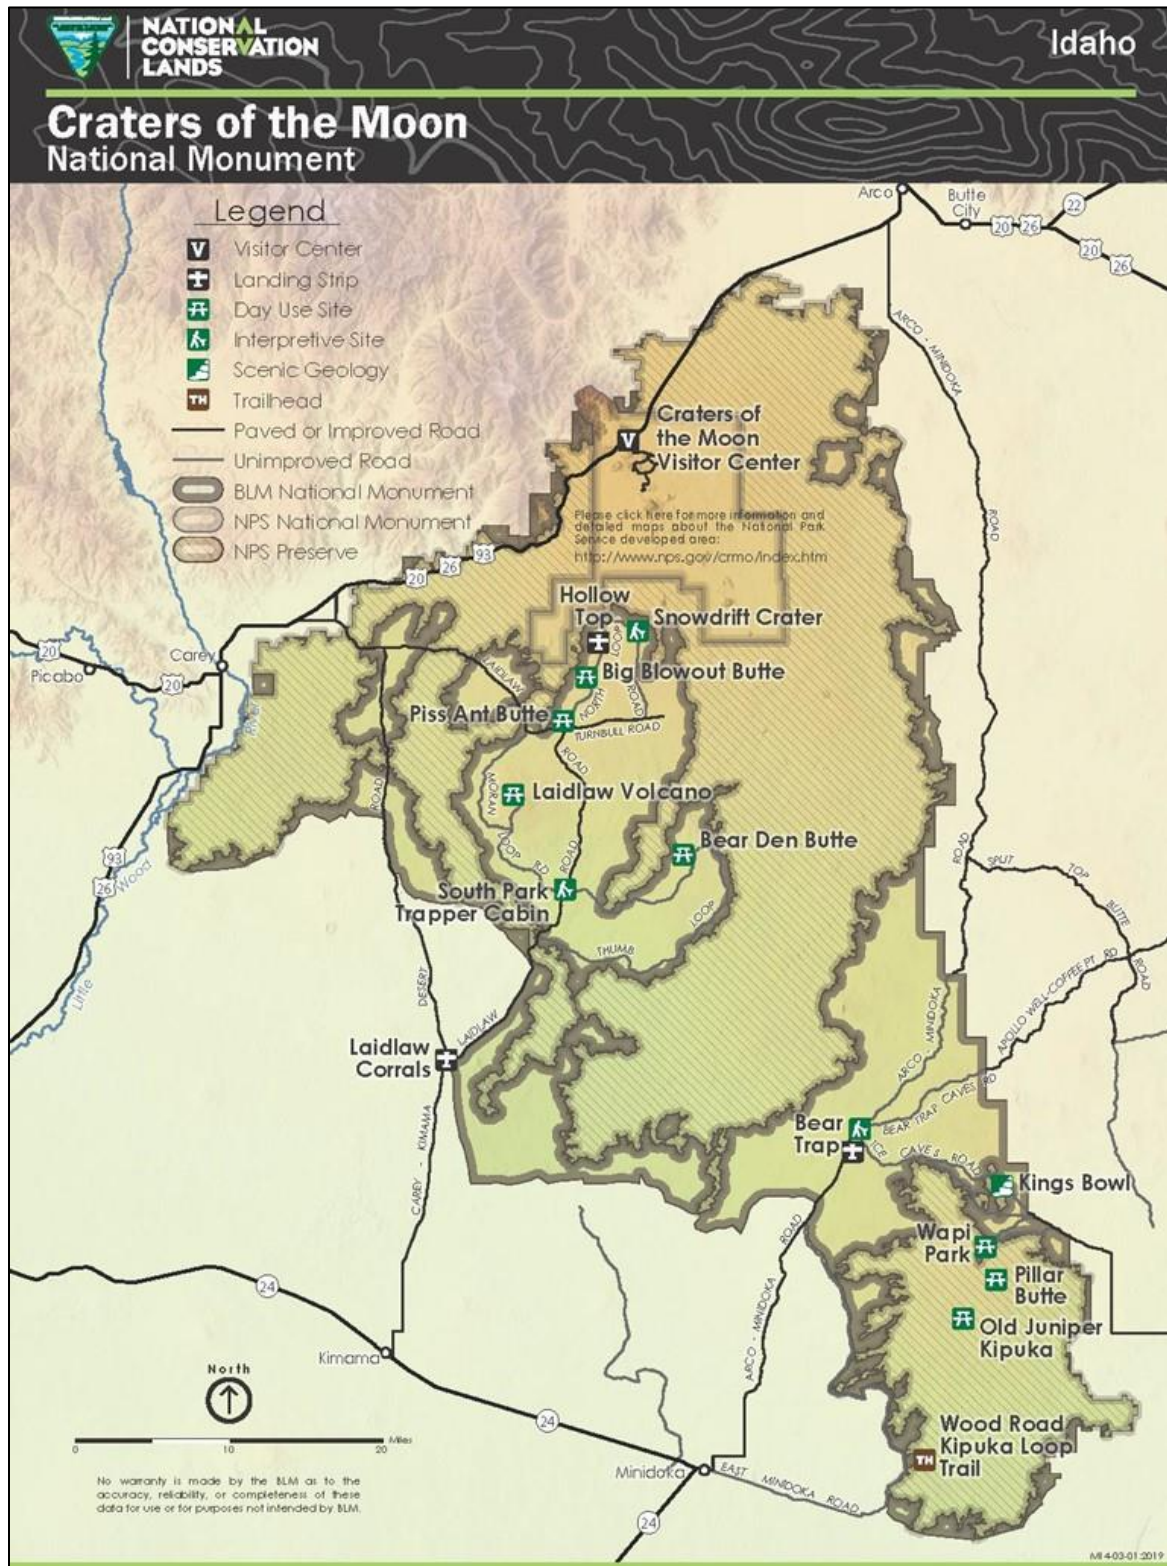 NATIONAL
CONSERVATION
LANDS
Idaho
Craters of the Moon
National Monument
Legend
V Visitor Center
Landing Strip
Day Use Site
Interpretive Site
Scenic Geology
TH Trailhead
Paved or Improved Road
Unimproved Road
BLM National Monument
NPS National Monument
NPS Preserve
Arco
Butte
City
22
20 26
20
26
ARCO - MINIDOKA
ROAD
V
Craters of
the Moon
Visitor Center
Please click here for more information and
detailed maps about the National Park
Service developed area:
http://www.nps.gov/crmo/index.htm
20 26 93
Hollow
Top
Snowdrift Crater
20
Picabo
Carey
20
River
LAIDLAW
LOOP
Big Blowout Butte
NORTH
ROAD
Piss Ant Butte
TURNBULL ROAD
ROAD
ROAD
MORAN
Laidlaw Volcano
LOOP RD
ROAD
Bear Den Butte
93
26
Wood
Little
ROAD
SPLIT TOP
BUTTE
ROAD
South Park
Trapper Cabin
THUMB
LOOP
DESERT
LAIDLAW
Laidlaw
Corrals
ARCO - MINIDOKA
APOLLO WELL-COFFEE PT RD
Bear
Trap
BEAR TRAP CAVES RD
ICE CAVES ROAD
Kings Bowl
CAREY - KIMAMA
ROAD
ARCO - MINIDOKA
Wapi
Park
Pillar
Butte
Old Juniper
Kipuka
24
Kimama
North
24
0 10 20 Miles
Wood Road
Kipuka Loop
Trail
TH
Minidoka
EAST MINIDOKA ROAD
24
No warranty is made by the BLM as to the
accuracy, reliability, or completeness of these
data for use or for purposes not intended by BLM.
MI 4-03-01:2019